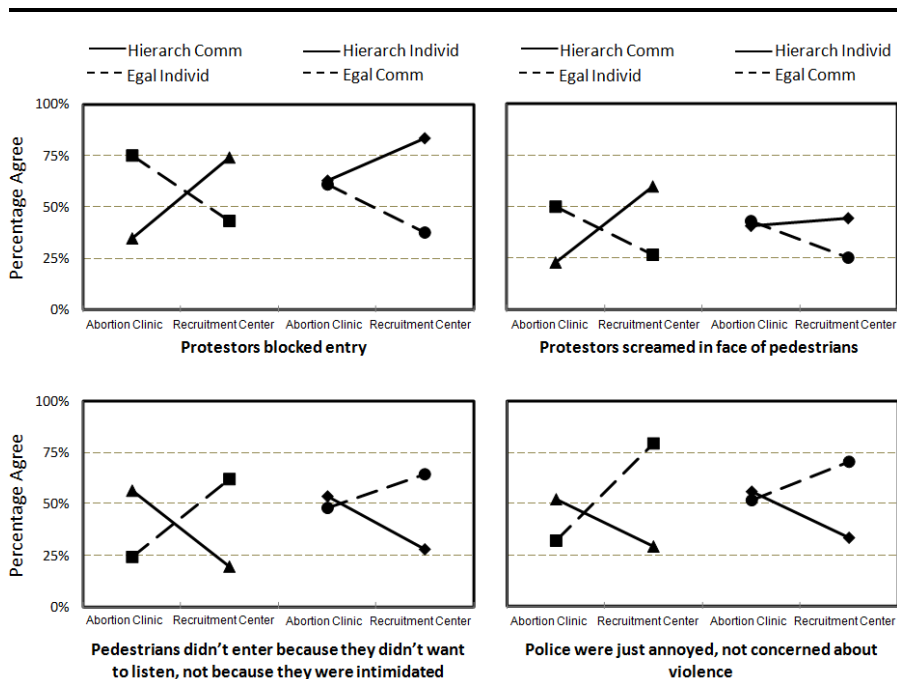 Hierarch Comm Hierarch Individ Hierarch Comm Hierarch Individ
Egal Individ Egal Comm Egal Individ Egal Comm
100%
75%
50%
25%
0%
Percentage Agree
Abortion Clinic Recruitment Center Abortion Clinic Recruitment Center
Protestors blocked entry
Abortion Clinic Recruitment Center Abortion Clinic Recruitment Center
Protestors screamed in face of pedestrians
100%
75%
50%
25%
0%
Percentage Agree
Abortion Clinic Recruitment Center Abortion Clinic Recruitment Center
Pedestrians didn’t enter because they didn’t want
to listen, not because they were intimidated
Abortion Clinic Recruitment Center Abortion Clinic Recruitment Center
Police were just annoyed, not concerned about
violence